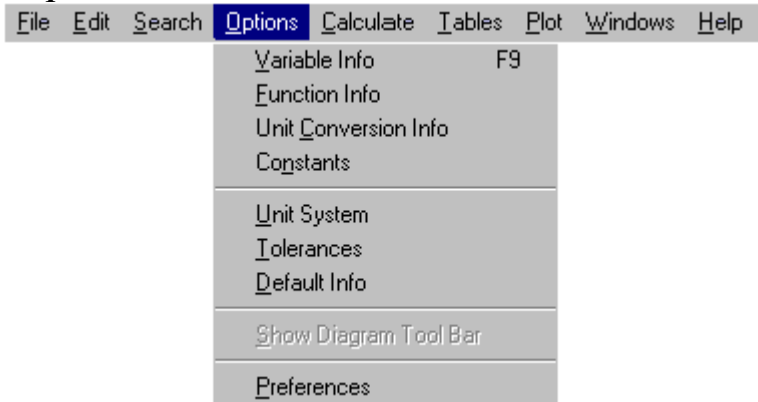 File Edit Search Options Calculate Tables Plot Windows Help
Variable Info F9
Function Info
Unit Conversion Info
Constants
Unit System
Tolerances
Default Info
Show Diagram Tool Bar
Preferences